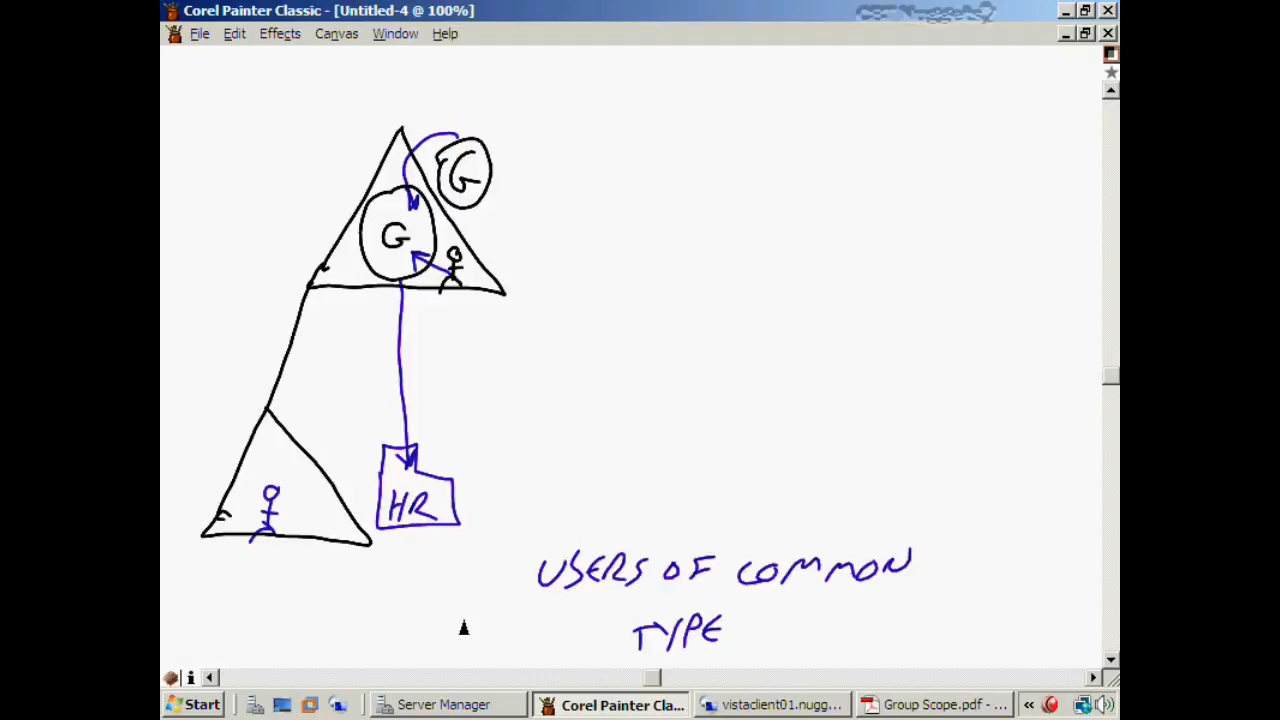 Corel Painter Classic - [Untitled-4 @ 100%]
File Edit Effects Canvas Window Help
G
G
HR
USERS OF COMMON
TYPE
Start Server Manager Corel Painter Cla... vistaclient01.nugg... Group Scope.pdf - ...